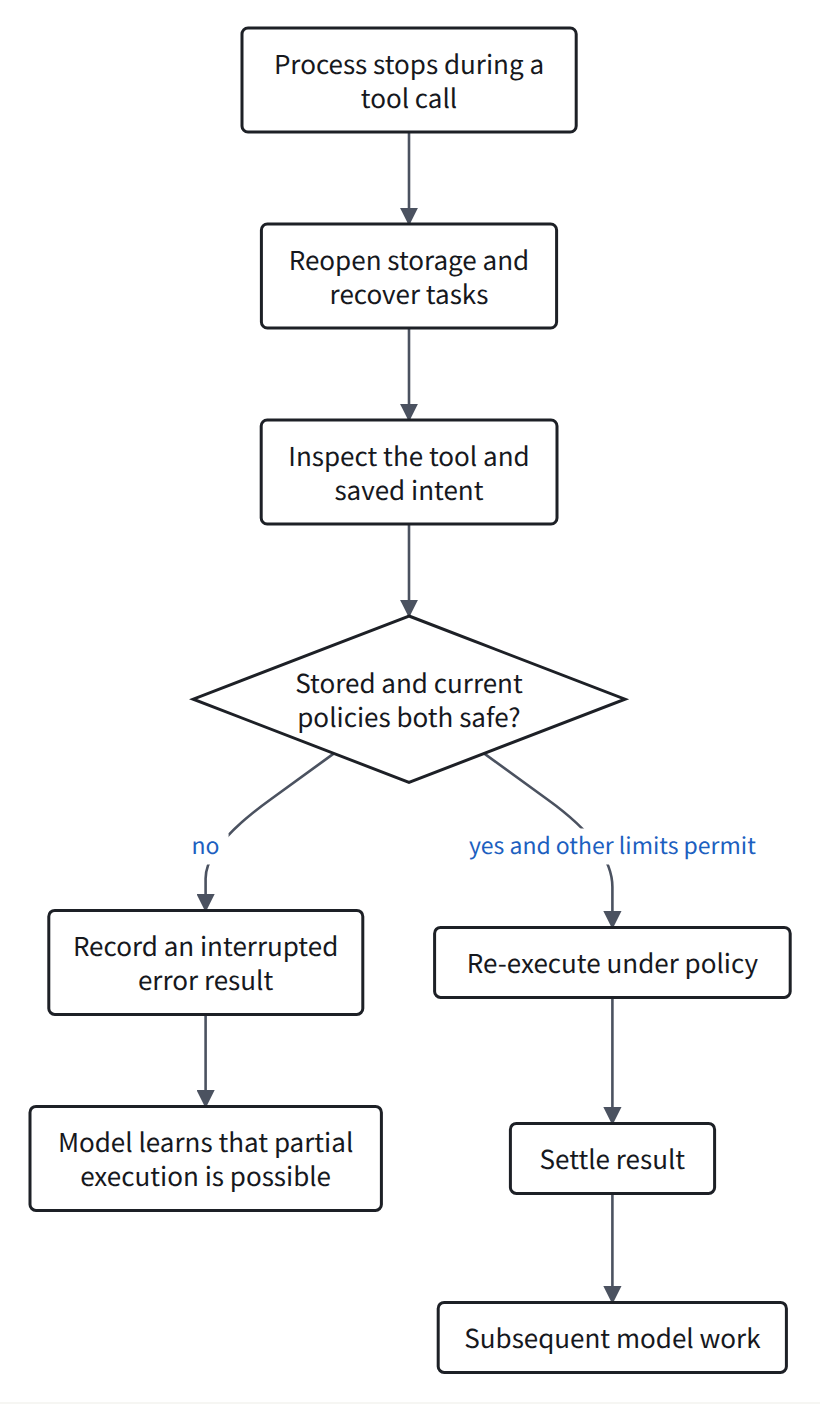 Process stops during a
tool call
Reopen storage and
recover tasks
Inspect the tool and
saved intent
Stored and current
policies both safe?
no
yes and other limits permit
Record an interrupted
error result
Re-execute under policy
Model learns that partial
execution is possible
Settle result
Subsequent model work